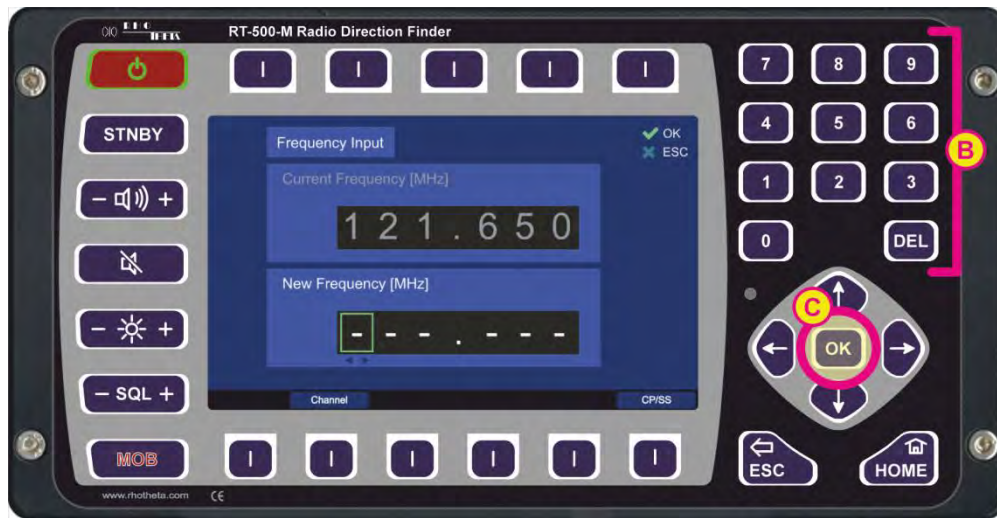 RHO THETA
RT-500-M Radio Direction Finder
7 8 9
STNBY
4 5 6
Frequency Input
OK
ESC
B
Current Frequency [MHz]
121.650
- +
1 2 3
0 DEL
New Frequency [MHz]
---.---
C
- +
OK
- SQL +
Channel CP/SS
MOB
ESC HOME
www.rhotheta.com CE